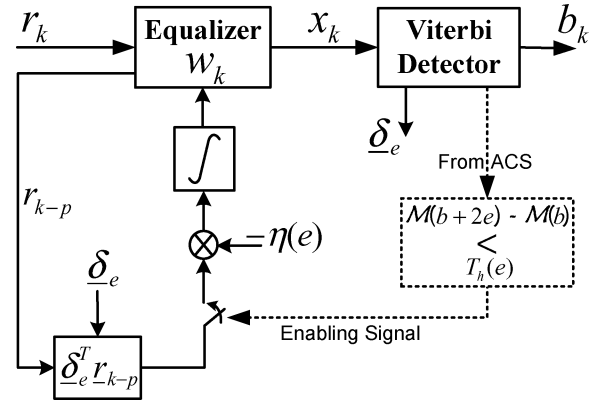 r_k
Equalizer
w_k
x_k
Viterbi
Detector
b_k
δ_e
From ACS
M(b + 2e) - M(b)
<
T_h(e)
r_{k-p}
∫
⊗
-η(e)
δ_e
Enabling Signal
δ_e^T r_{k-p}